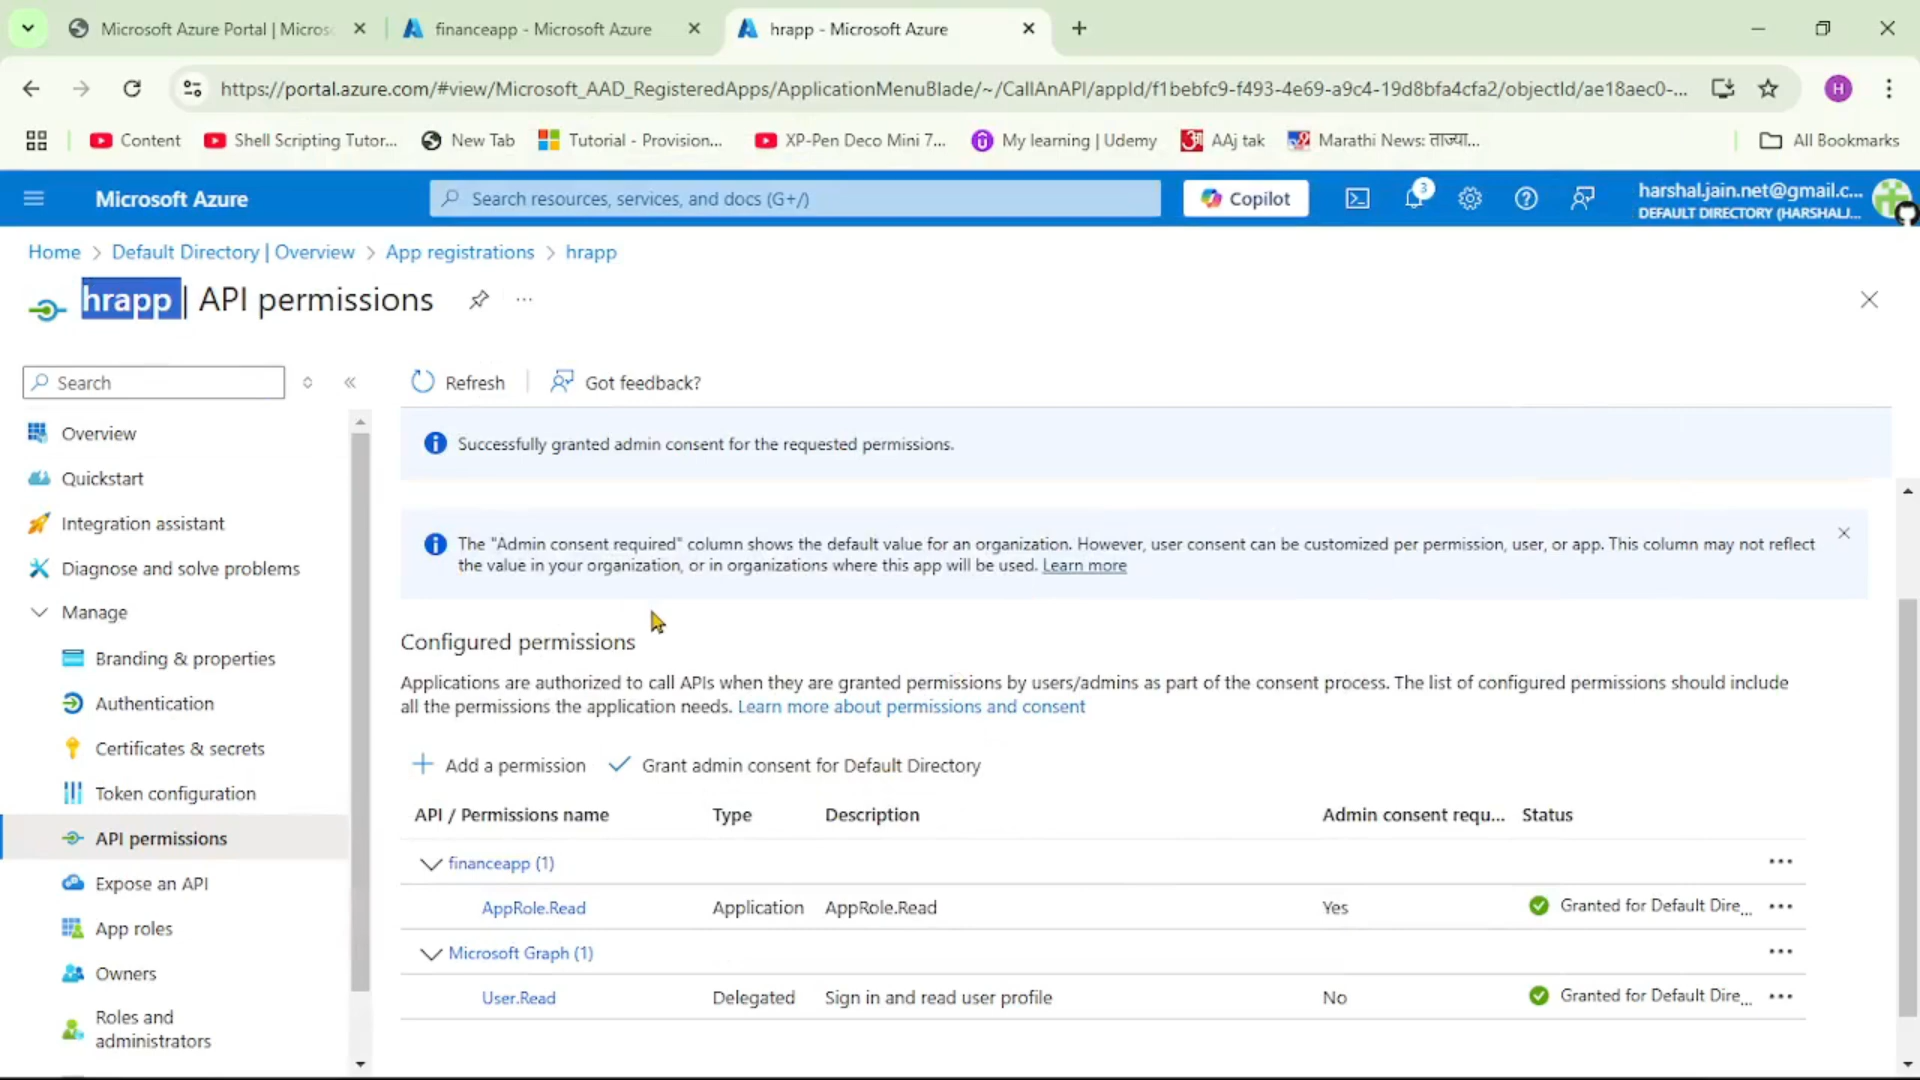 Microsoft Azure Portal | Micros
financeapp - Microsoft Azure
hrapp - Microsoft Azure
https://portal.azure.com/#view/Microsoft_AAD_RegisteredApps/ApplicationMenuBlade/~/CallAnAPI/appId/f1bebfc9-f493-4e69-a9c4-19d8bfa4cfa2/objectId/ae18aec0-...
H
Content
Shell Scripting Tutor...
New Tab
Tutorial - Provision...
XP-Pen Deco Mini 7...
My learning | Udemy
AAj tak
Marathi News: ताज्या...
All Bookmarks
Microsoft Azure
Search resources, services, and docs (G+/)
Copilot
3
harshal.jain.net@gmail.c...
DEFAULT DIRECTORY (HARSHALJ...
Home > Default Directory | Overview > App registrations > hrapp
hrapp | API permissions
Search
Refresh
Got feedback?
Overview
Quickstart
Integration assistant
Diagnose and solve problems
Manage
Branding & properties
Authentication
Certificates & secrets
Token configuration
API permissions
Expose an API
App roles
Owners
Roles and
administrators
Successfully granted admin consent for the requested permissions.
The "Admin consent required" column shows the default value for an organization. However, user consent can be customized per permission, user, or app. This column may not reflect
the value in your organization, or in organizations where this app will be used. Learn more
Configured permissions
Applications are authorized to call APIs when they are granted permissions by users/admins as part of the consent process. The list of configured permissions should include
all the permissions the application needs. Learn more about permissions and consent
Add a permission
Grant admin consent for Default Directory
API / Permissions name Type Description Admin consent requ... Status
financeapp (1)
AppRole.Read Application AppRole.Read Yes Granted for Default Dire...
Microsoft Graph (1)
User.Read Delegated Sign in and read user profile No Granted for Default Dire...